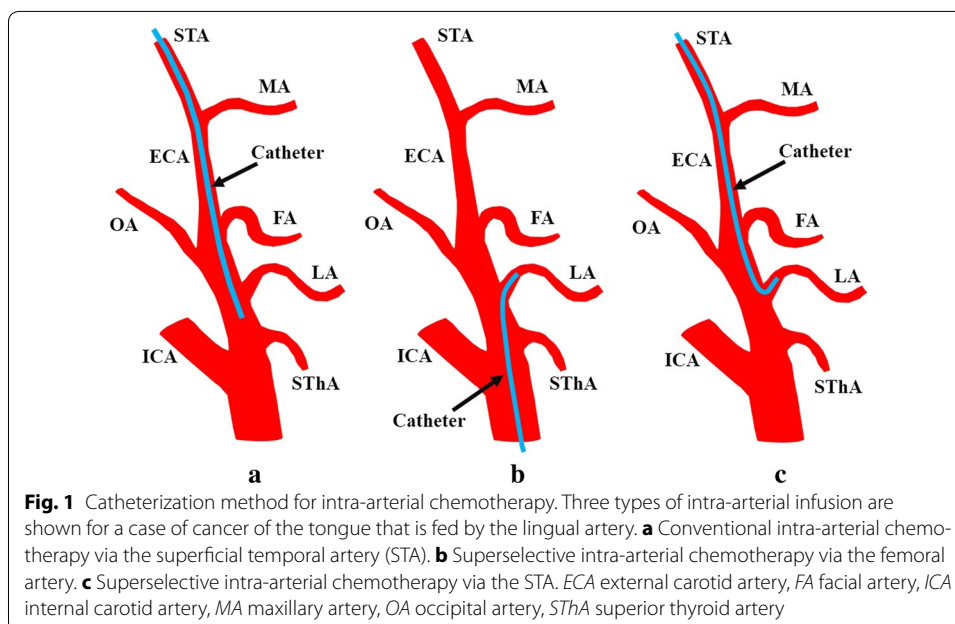 STA
MA
ECA
Catheter
OA
FA
LA
ICA
SThA
a
STA
MA
ECA
OA
FA
LA
ICA
SThA
Catheter
b
STA
MA
ECA
Catheter
OA
FA
LA
ICA
SThA
c
Fig. 1 Catheterization method for intra-arterial chemotherapy. Three types of intra-arterial infusion are
shown for a case of cancer of the tongue that is fed by the lingual artery. a Conventional intra-arterial chemo-
therapy via the superficial temporal artery (STA). b Superselective intra-arterial chemotherapy via the femoral
artery. c Superselective intra-arterial chemotherapy via the STA. ECA external carotid artery, FA facial artery, ICA
internal carotid artery, MA maxillary artery, OA occipital artery, SThA superior thyroid artery